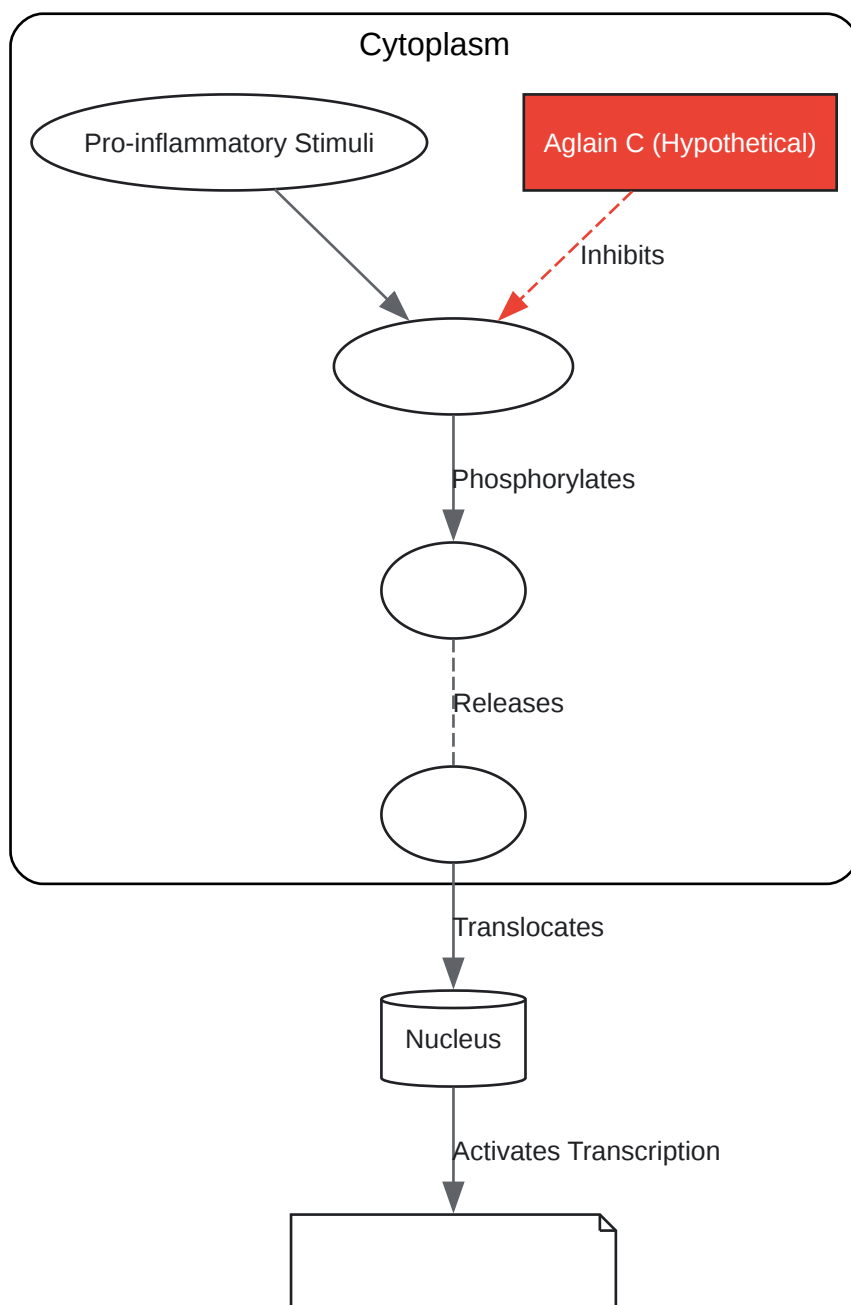 Cytoplasm
Pro-inflammatory Stimuli
Aglain C (Hypothetical)
Inhibits
Phosphorylates
Releases
Translocates
Nucleus
Activates Transcription